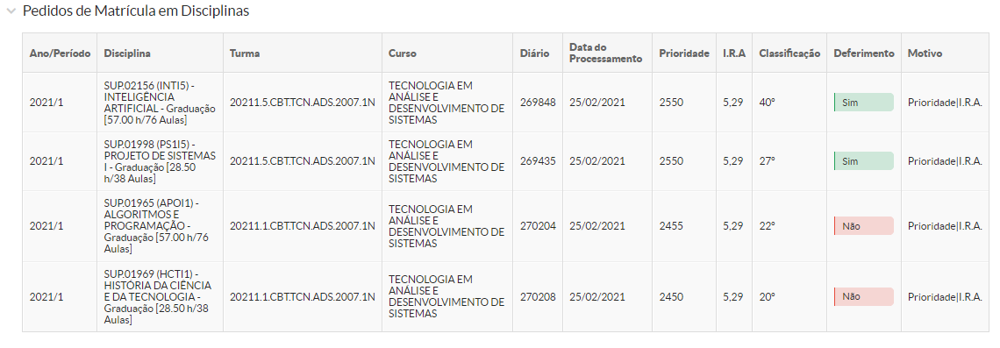 Pedidos de Matrícula em Disciplinas
Ano/Período Disciplina Turma Curso Diário Data do Processamento Prioridade I.R.A Classificação Deferimento Motivo
2021/1
SUP.02156 (INTI5) -
INTELIGÊNCIA
ARTIFICIAL - Graduação
[57.00 h/76 Aulas]
20211.5.CBT.TCN.ADS.2007.1N
TECNOLOGIA EM
ANÁLISE E
DESENVOLVIMENTO DE
SISTEMAS
269848 25/02/2021 2550 5,29 40º Sim Prioridade|I.R.A.
2021/1
SUP.01998 (PS1I5) -
PROJETO DE SISTEMAS
I - Graduação [28.50
h/38 Aulas]
20211.5.CBT.TCN.ADS.2007.1N
TECNOLOGIA EM
ANÁLISE E
DESENVOLVIMENTO DE
SISTEMAS
269435 25/02/2021 2550 5,29 27º Sim Prioridade|I.R.A.
2021/1
SUP.01965 (APOI1) -
ALGORITMOS E
PROGRAMAÇÃO -
Graduação [57.00 h/76
Aulas]
20211.1.CBT.TCN.ADS.2007.1N
TECNOLOGIA EM
ANÁLISE E
DESENVOLVIMENTO DE
SISTEMAS
270204 25/02/2021 2455 5,29 22º Não Prioridade|I.R.A.
2021/1
SUP.01969 (HCTI1) -
HISTÓRIA DA CIÊNCIA
E DA TECNOLOGIA -
Graduação [28.50 h/38
Aulas]
20211.1.CBT.TCN.ADS.2007.1N
TECNOLOGIA EM
ANÁLISE E
DESENVOLVIMENTO DE
SISTEMAS
270208 25/02/2021 2450 5,29 20º Não Prioridade|I.R.A.